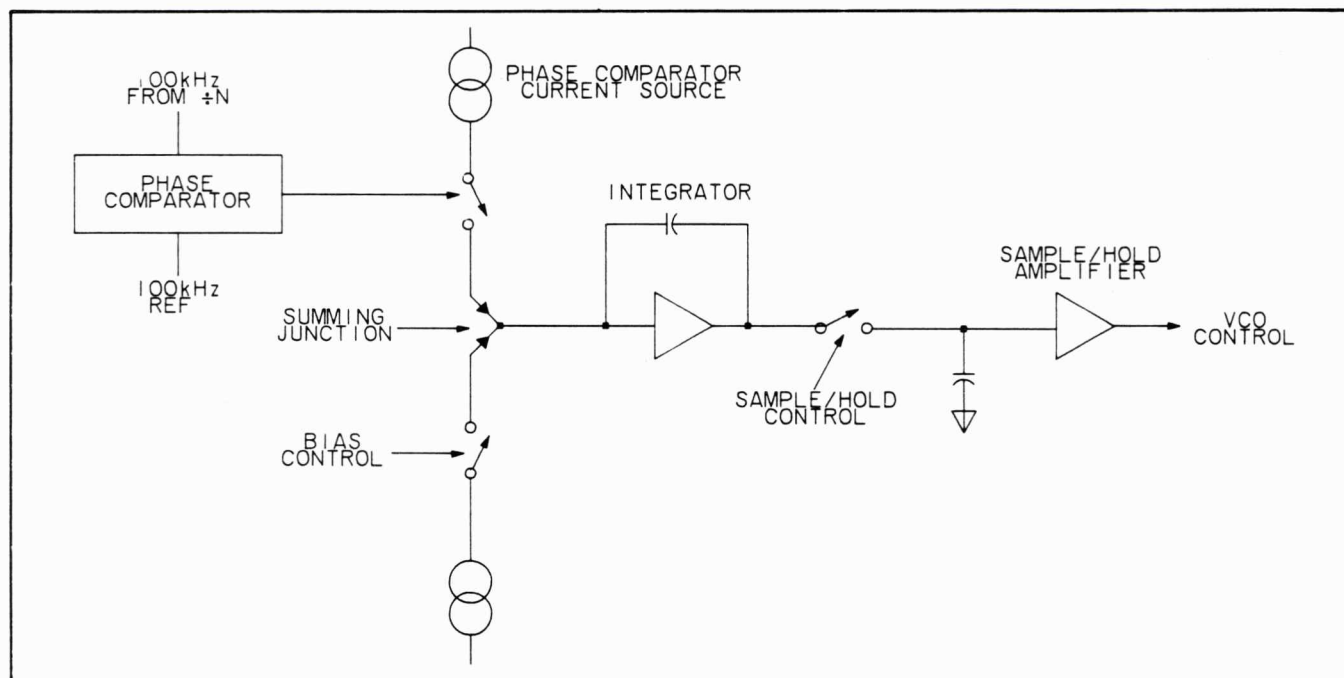 PHASE COMPARATOR
CURRENT SOURCE
100kHz
FROM ÷N
PHASE
COMPARATOR
100kHz
REF
INTEGRATOR
SUMMING
JUNCTION
SAMPLE/HOLD
AMPLIFIER
VCO
CONTROL
SAMPLE/HOLD
CONTROL
BIAS
CONTROL